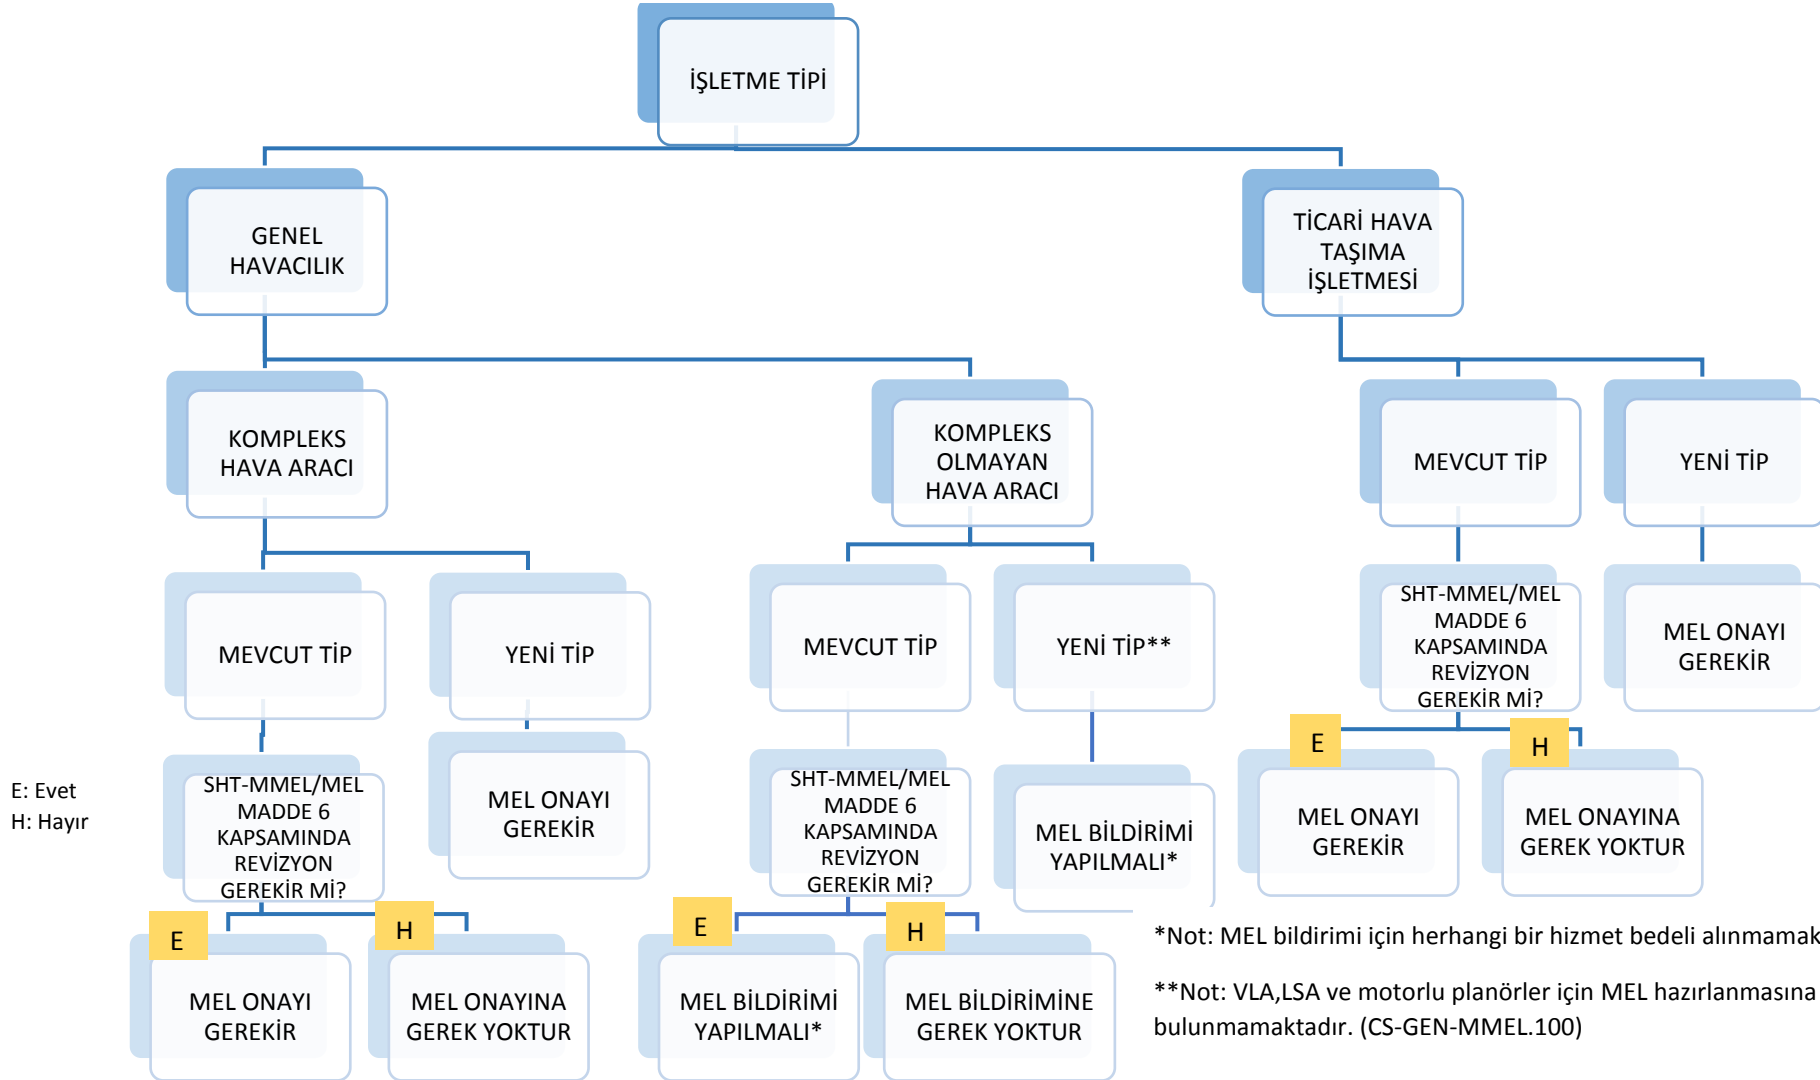 İŞLETME TİPİ
GENEL
HAVACILIK
TİCARİ HAVA
TAŞIMA
İŞLETMESİ
KOMPLEKS
HAVA ARACI
KOMPLEKS
OLMAYAN
HAVA ARACI
MEVCUT TİP
YENİ TİP
MEVCUT TİP
YENİ TİP
MEVCUT TİP
YENİ TİP**
SHT-MMEL/MEL
MADDE 6
KAPSAMINDA
REVİZYON
GEREKİR Mİ?
MEL ONAYI
GEREKİR
E: Evet
H: Hayır
SHT-MMEL/MEL
MADDE 6
KAPSAMINDA
REVİZYON
GEREKİR Mİ?
MEL ONAYI
GEREKİR
SHT-MMEL/MEL
MADDE 6
KAPSAMINDA
REVİZYON
GEREKİR Mİ?
MEL BİLDİRİMİ
YAPILMALI*
E
H
MEL ONAYI
GEREKİR
MEL ONAYINA
GEREK YOKTUR
E
H
MEL ONAYI
GEREKİR
MEL ONAYINA
GEREK YOKTUR
E
H
MEL BİLDİRİMİ
YAPILMALI*
MEL BİLDİRİMİNE
GEREK YOKTUR
*Not: MEL bildirimi için herhangi bir hizmet bedeli alınmamak
**Not: VLA,LSA ve motorlu planörler için MEL hazırlanmasına
bulunmamaktadır. (CS-GEN-MMEL.100)